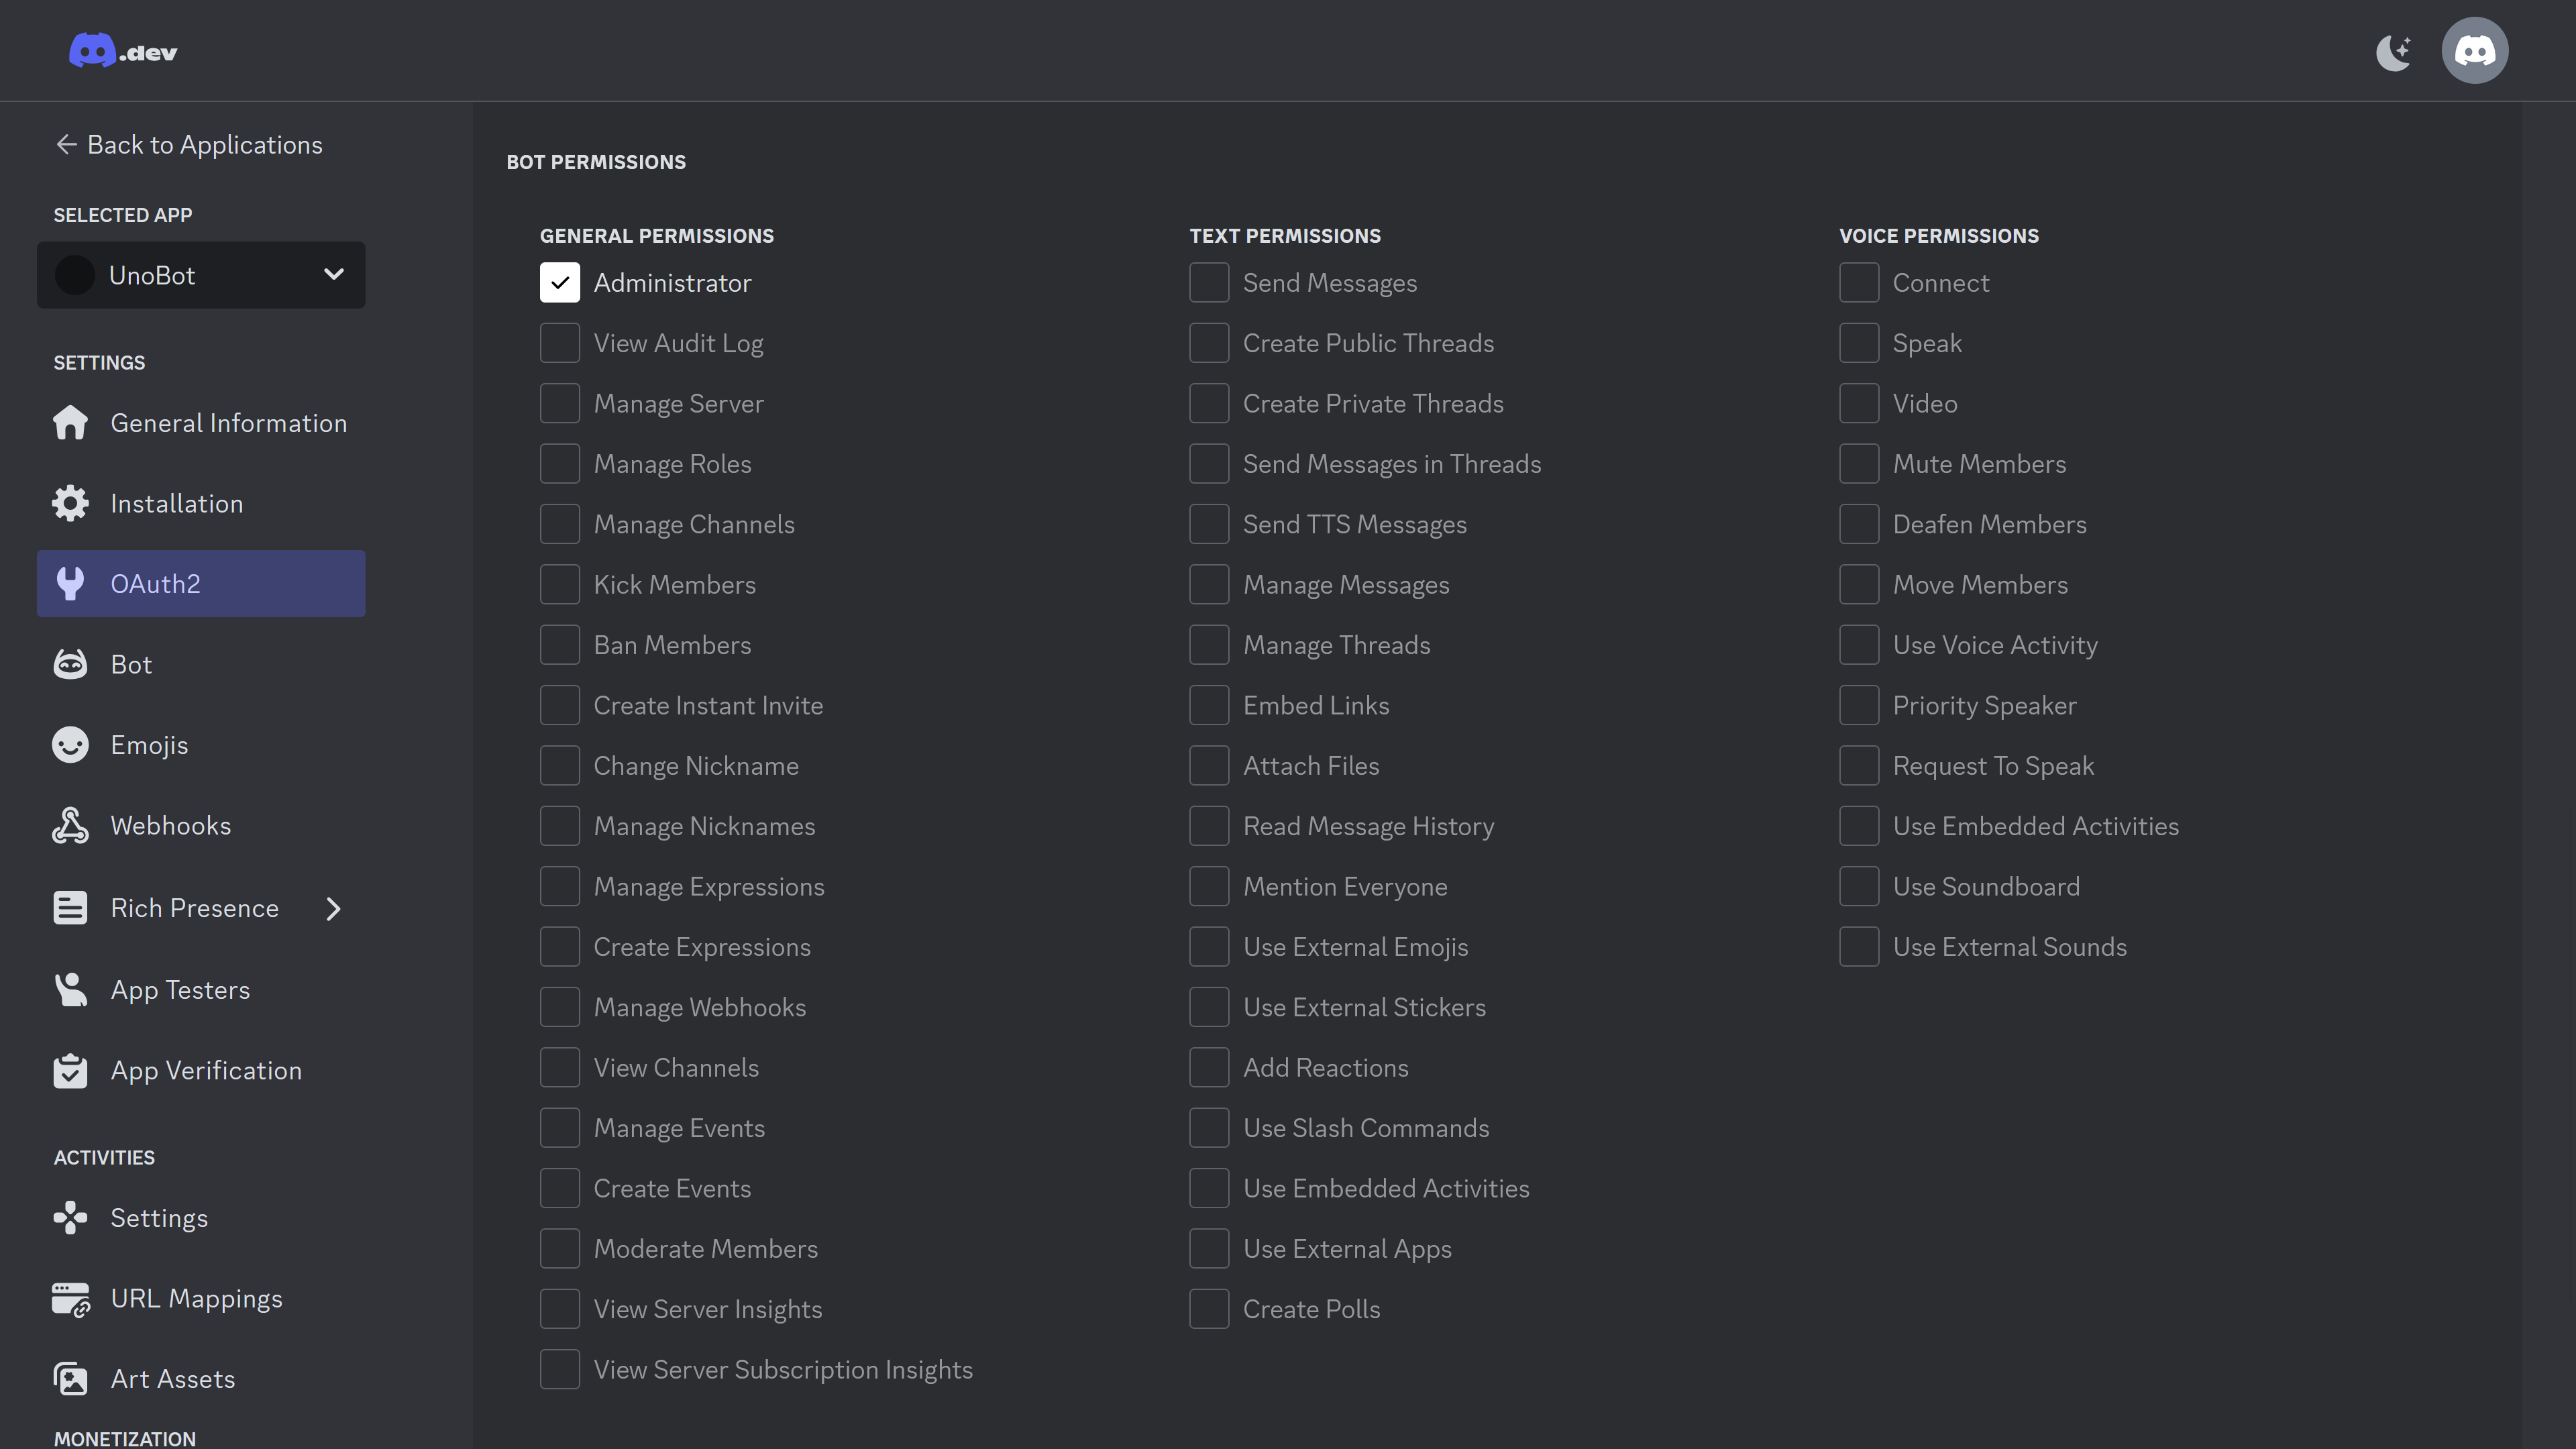 .dev
Back to Applications
SELECTED APP
UnoBot
SETTINGS
General Information
Installation
OAuth2
Bot
Emojis
Webhooks
Rich Presence
App Testers
App Verification
ACTIVITIES
Settings
URL Mappings
Art Assets
MONETIZATION
BOT PERMISSIONS
GENERAL PERMISSIONS
Administrator
View Audit Log
Manage Server
Manage Roles
Manage Channels
Kick Members
Ban Members
Create Instant Invite
Change Nickname
Manage Nicknames
Manage Expressions
Create Expressions
Manage Webhooks
View Channels
Manage Events
Create Events
Moderate Members
View Server Insights
View Server Subscription Insights
TEXT PERMISSIONS
Send Messages
Create Public Threads
Create Private Threads
Send Messages in Threads
Send TTS Messages
Manage Messages
Manage Threads
Embed Links
Attach Files
Read Message History
Mention Everyone
Use External Emojis
Use External Stickers
Add Reactions
Use Slash Commands
Use Embedded Activities
Use External Apps
Create Polls
VOICE PERMISSIONS
Connect
Speak
Video
Mute Members
Deafen Members
Move Members
Use Voice Activity
Priority Speaker
Request To Speak
Use Embedded Activities
Use Soundboard
Use External Sounds